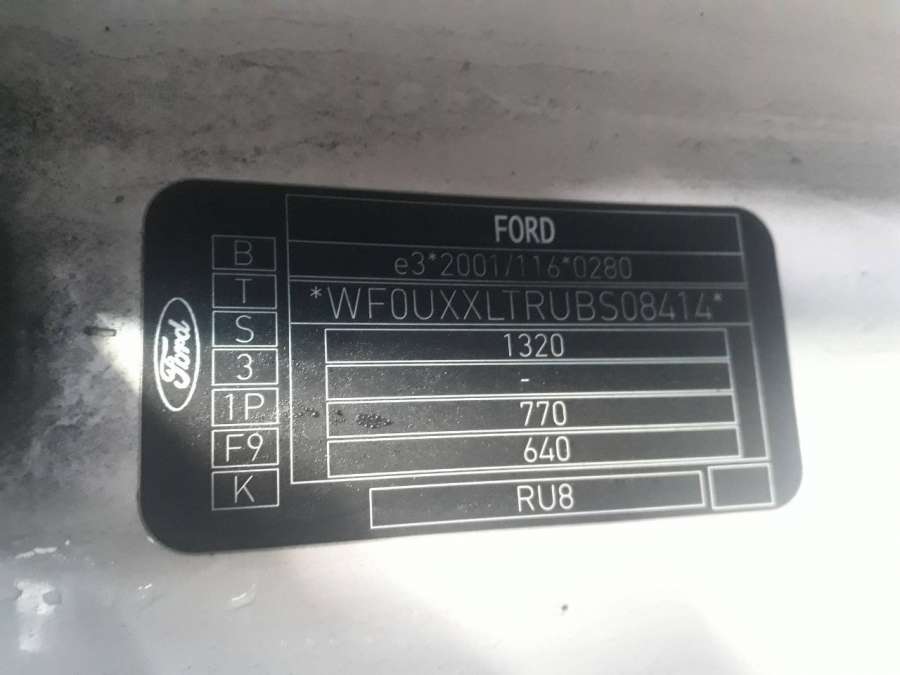 FORD
e3*2001/116*0280
*WF0UXXLTRUBS08414*
1320
-
770
640
RU8
B
T
S
3
1P
F9
K
Ford